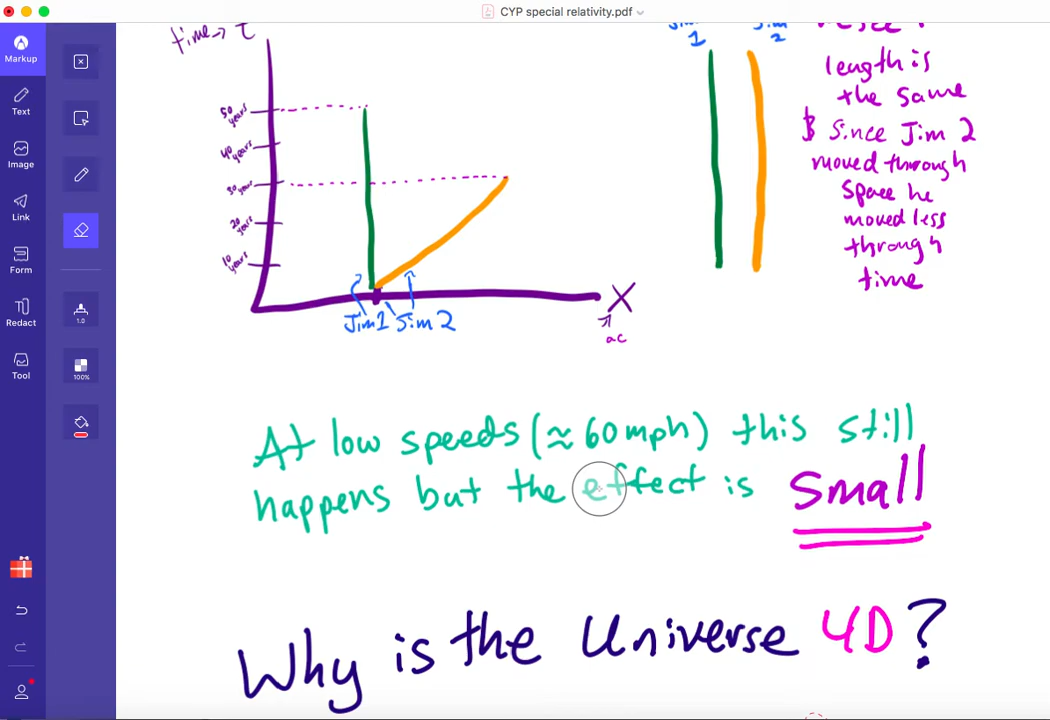 CYP special relativity.pdf
Markup
Text
Image
Link
Form
Redact
Tool
1.0
100%
time → t
50 years
40 years
30 years
20 years
10 years
Jim 1
Jim 2
X
1
2
length is
the same
& Since Jim 2
moved through
Space he
moved less
through
time
At low speeds (≈ 60 mph) this still
happens but the effect is Small
Why is the Universe 4D?